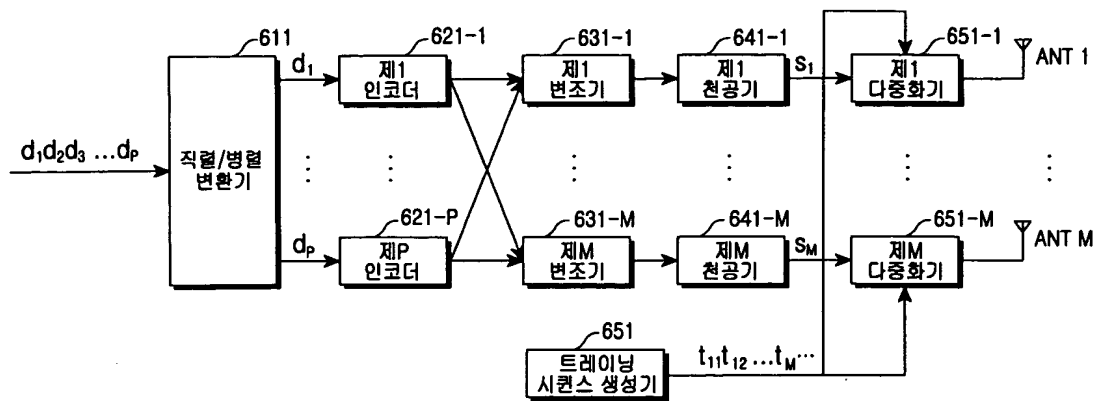 611
621-1
631-1
641-1
651-1
d₁
제1
인코더
제1
변조기
제1
천공기
S₁
제1
다중화기
ANT 1
d₁d₂d₃ ...dₚ
직렬/병렬
변환기
621-P
631-M
641-M
651-M
dₚ
제P
인코더
제M
변조기
제M
천공기
S_M
제M
다중화기
ANT M
651
트레이닝
시퀀스 생성기
t₁₁t₁₂ ...t_M...